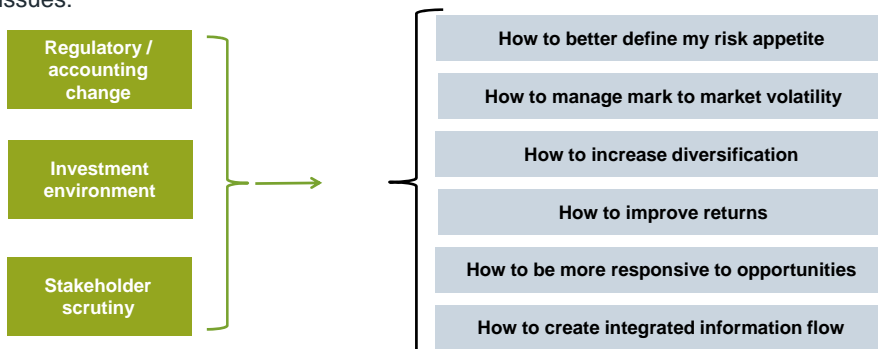 issues:
Regulatory /
accounting
change
Investment
environment
Stakeholder
scrutiny
How to better define my risk appetite
How to manage mark to market volatility
How to increase diversification
How to improve returns
How to be more responsive to opportunities
How to create integrated information flow